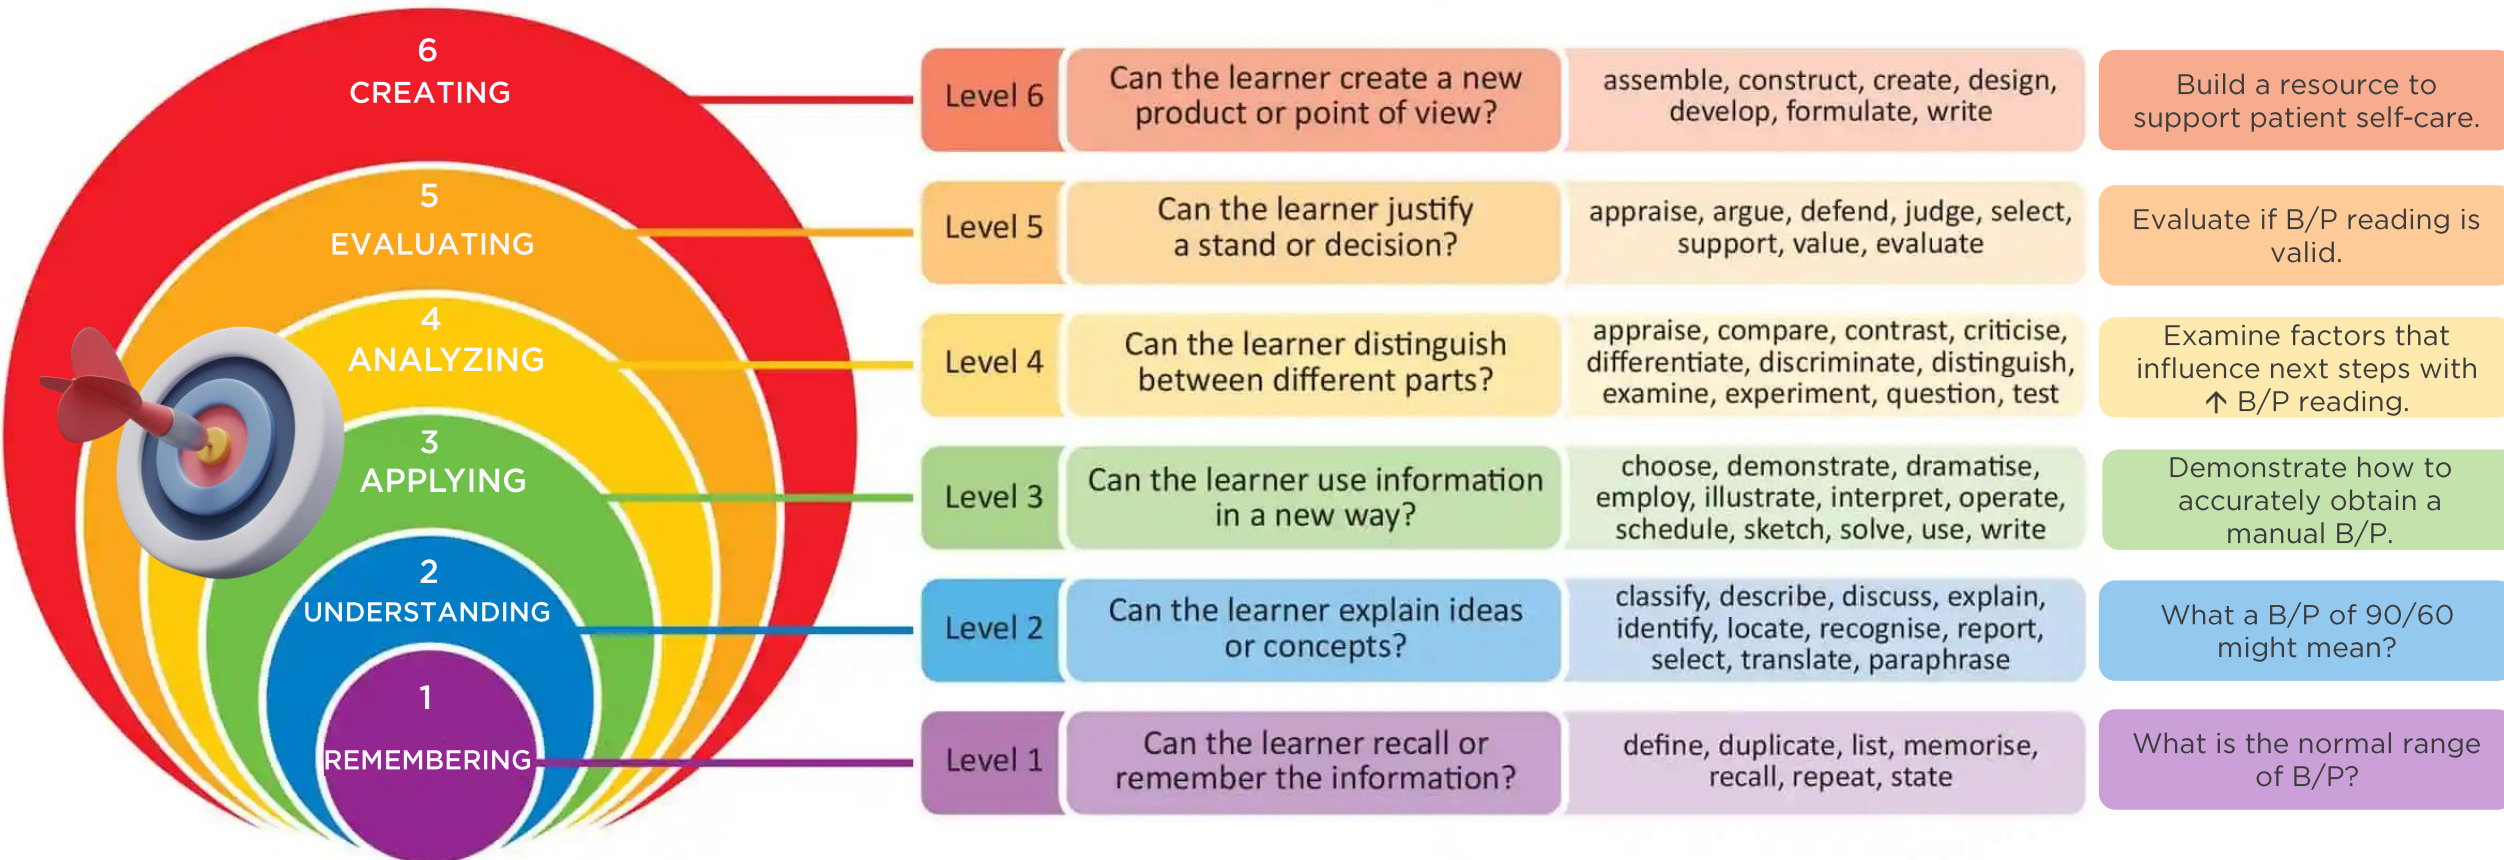 6
CREATING
Level 6
Can the learner create a new
product or point of view?
assemble, construct, create, design,
develop, formulate, write
Build a resource to
support patient self-care.
5
EVALUATING
Level 5
Can the learner justify
a stand or decision?
appraise, argue, defend, judge, select,
support, value, evaluate
Evaluate if B/P reading is
valid.
4
ANALYZING
Level 4
Can the learner distinguish
between different parts?
appraise, compare, contrast, criticise,
differentiate, discriminate, distinguish,
examine, experiment, question, test
Examine factors that
influence next steps with
↑ B/P reading.
3
APPLYING
Level 3
Can the learner use information
in a new way?
choose, demonstrate, dramatise,
employ, illustrate, interpret, operate,
schedule, sketch, solve, use, write
Demonstrate how to
accurately obtain a
manual B/P.
2
UNDERSTANDING
Level 2
Can the learner explain ideas
or concepts?
classify, describe, discuss, explain,
identify, locate, recognise, report,
select, translate, paraphrase
What a B/P of 90/60
might mean?
1
REMEMBERING
Level 1
Can the learner recall or
remember the information?
define, duplicate, list, memorise,
recall, repeat, state
What is the normal range
of B/P?